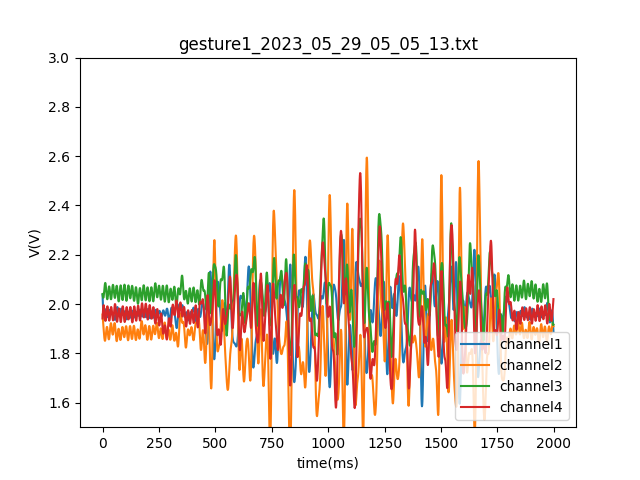 gesture1_2023_05_29_05_05_13.txt
3.0
2.8
2.6
2.4
2.2
2.0
1.8
1.6
V(V)
channel1
channel2
channel3
channel4
0 250 500 750 1000 1250 1500 1750 2000
time(ms)